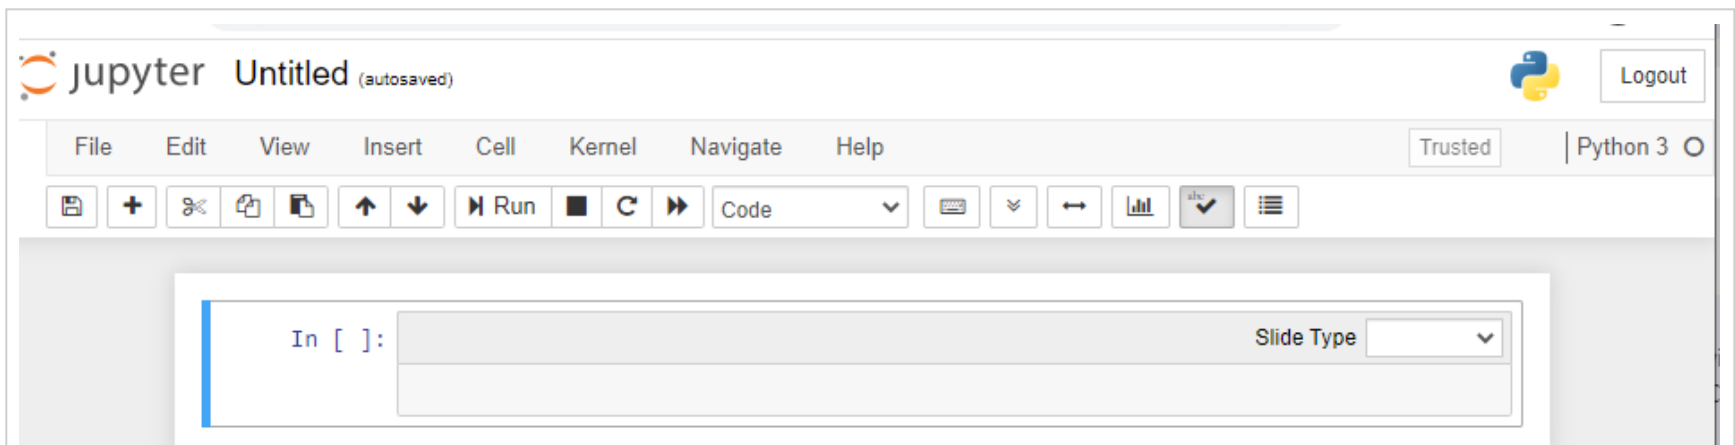 jupyter Untitled (autosaved) Logout
File Edit View Insert Cell Kernel Navigate Help Trusted Python 3
Run Code abc
In [ ]: Slide Type